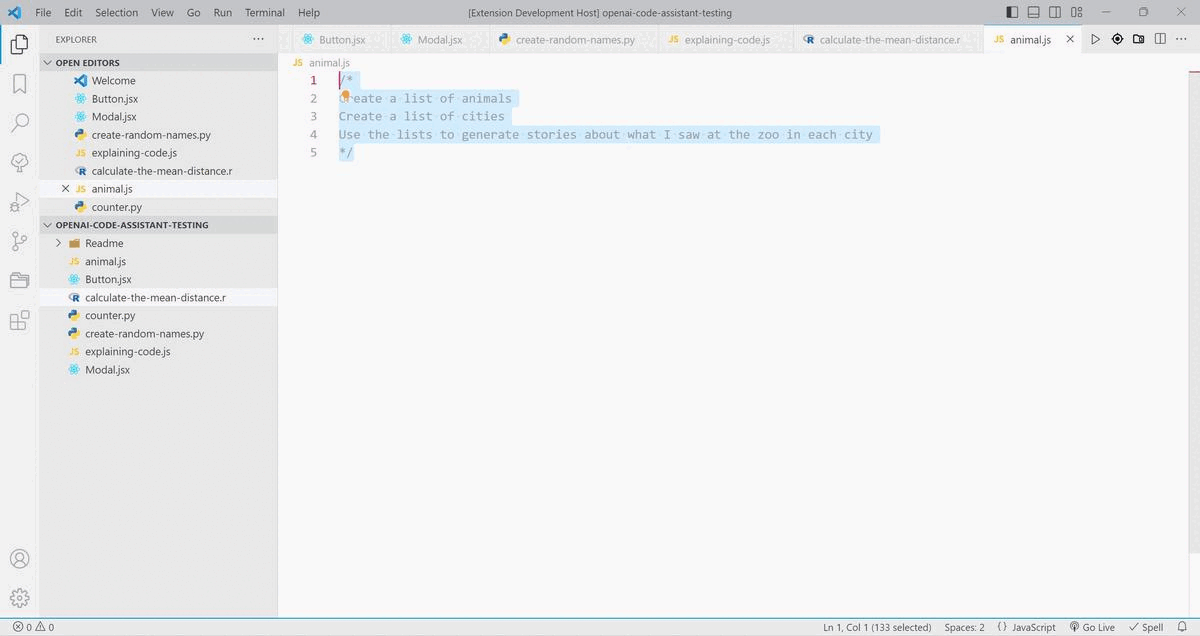 File Edit Selection View Go Run Terminal Help
[Extension Development Host] openai-code-assistant-testing
EXPLORER
OPEN EDITORS
Welcome
Button.jsx
Modal.jsx
create-random-names.py
JS explaining-code.js
calculate-the-mean-distance.r
JS animal.js
counter.py
OPENAI-CODE-ASSISTANT-TESTING
Readme
JS animal.js
Button.jsx
calculate-the-mean-distance.r
counter.py
create-random-names.py
JS explaining-code.js
Modal.jsx
Button.jsx Modal.jsx create-random-names.py JS explaining-code.js calculate-the-mean-distance.r JS animal.js
JS animal.js
1 /*
2 Create a list of animals
3 Create a list of cities
4 Use the lists to generate stories about what I saw at the zoo in each city
5 */
0 0 Ln 1, Col 1 (133 selected) Spaces: 2 {} JavaScript Go Live Spell